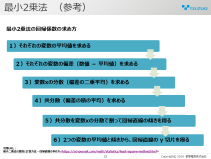 最小2乗法 （参考）
最小2乗法の回帰係数の求め方
１）それぞれの変数の平均値を求める
２）それぞれの変数の偏差（数値 － 平均値）を求める
３）変数xの分散（偏差の二乗平均）を求める
４）共分散（偏差の積の平均）を求める
５）共分散を変数xの分散で割って回帰直線の傾きを得る
６）２つの変数の平均値と傾きから、回帰直線の y 切片を得る